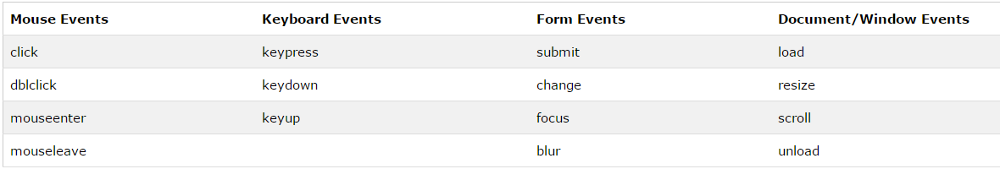 Mouse Events Keyboard Events Form Events Document/Window Events
click keypress submit load
dblclick keydown change resize
mouseenter keyup focus scroll
mouseleave blur unload